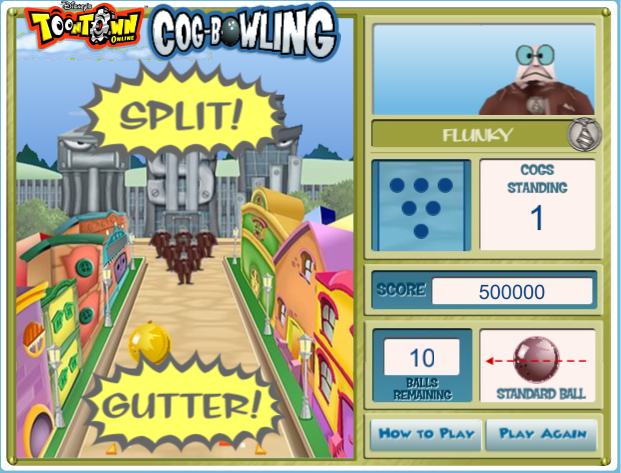 Disney's
TOONTOWN
ONLINE
COG-BOWLING
SPLIT!
GUTTER!
FLUNKY
COGS
STANDING
1
SCORE
500000
10
BALLS
REMAINING
STANDARD BALL
HOW TO PLAY
PLAY AGAIN